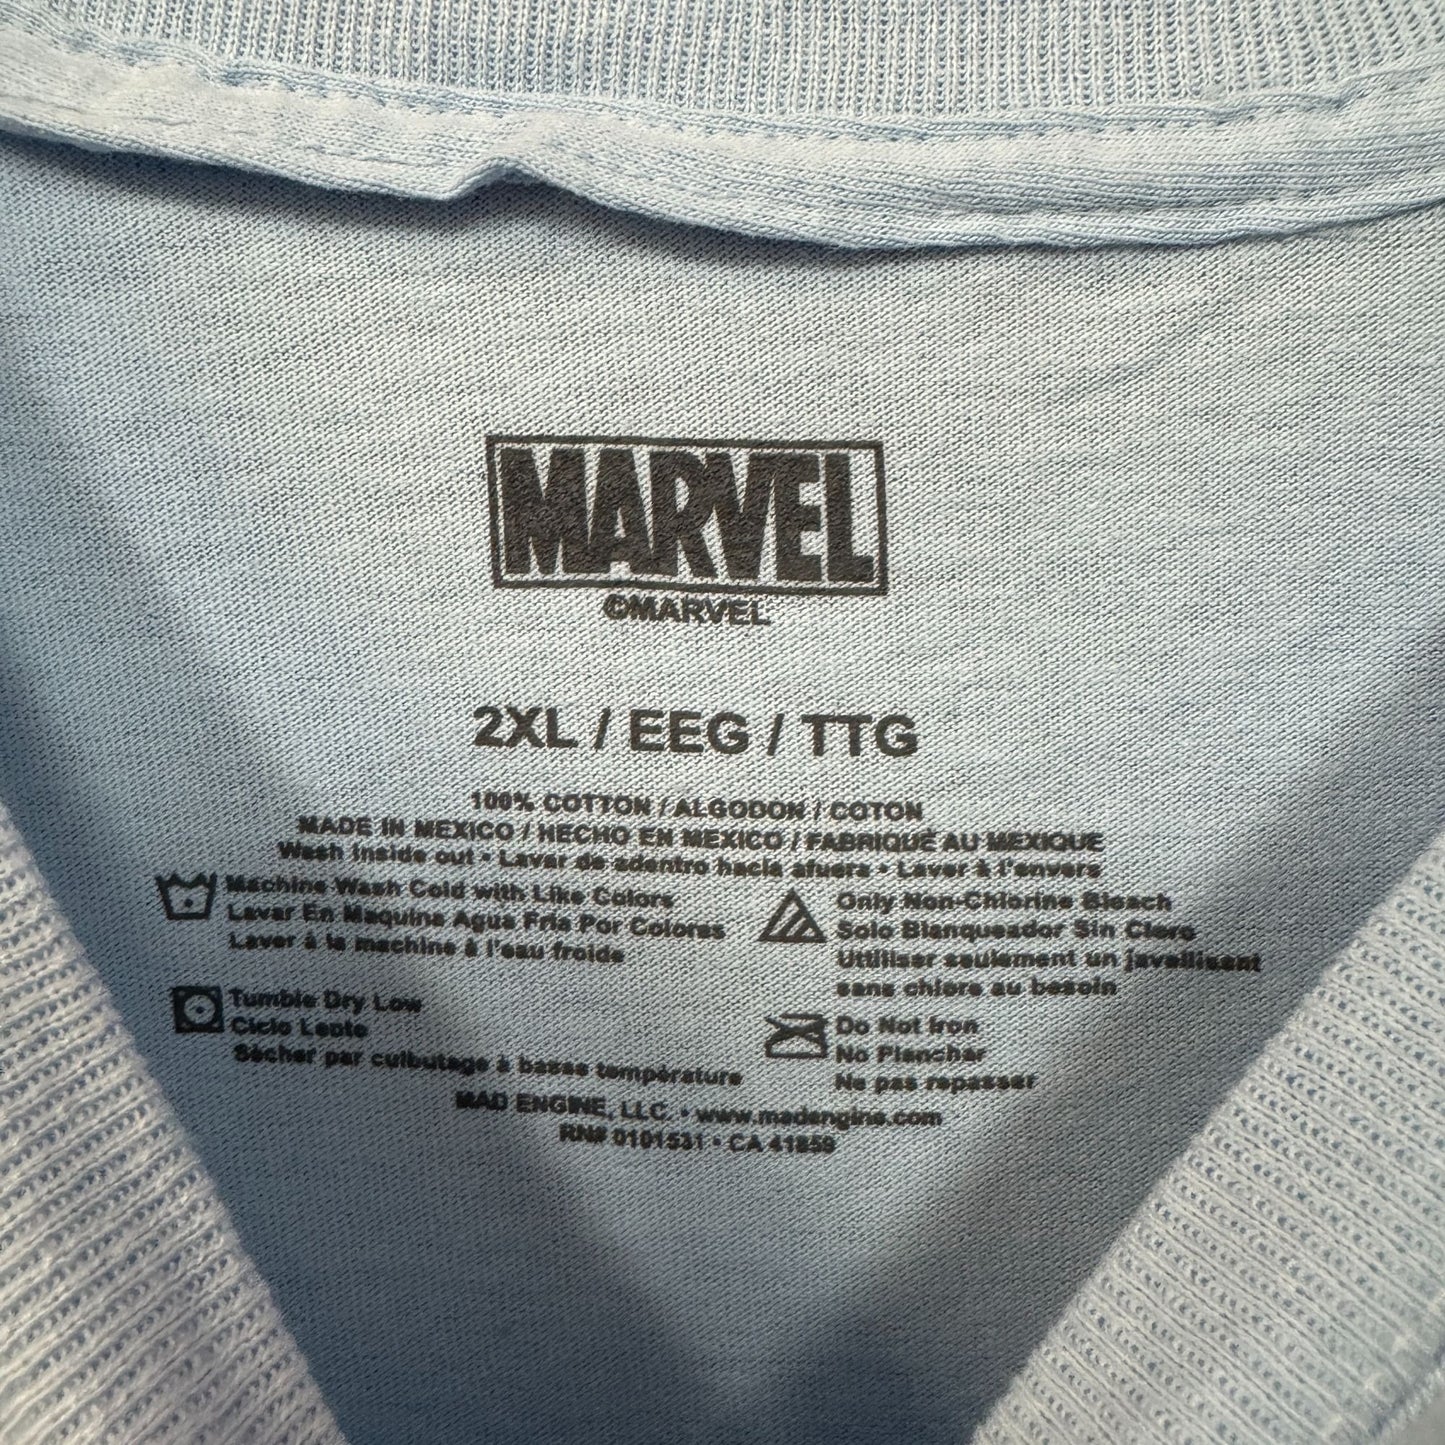 MARVEL
©MARVEL
2XL / EEG / TTG
100% COTTON / ALGODON / COTON
MADE IN MEXICO / HECHO EN MEXICO / FABRIQUÉ AU MEXIQUE
Wash inside out • Lavar de adentro hacia afuera • Laver à l'envers
Machine Wash Cold with Like Colors
Lavar En Maquina Agua Fria Por Colores
Laver à la machine à l'eau froide
Only Non-Chlorine Bleach
Solo Blanqueador Sin Cloro
Uttiliser seulement un javellisant
sans chlore au besoin
Tumble Dry Low
Ciclo Lento
Sècher par culbutage à basse température
Do Not Iron
No Planchar
Ne pas repasser
MAD ENGINE, LLC. • www.madengine.com
RN# 0101531 • CA 41859